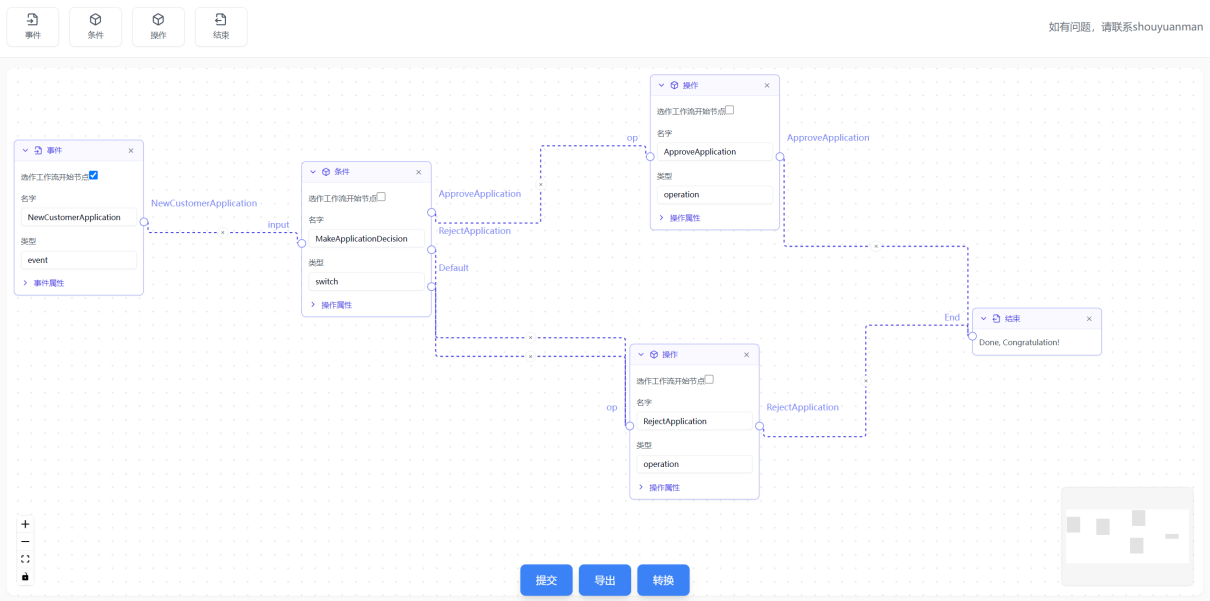 事件
条件
操作
结束
如有问题，请联系shouyuanman
事件
选作工作流开始节点
名字
NewCustomerApplication
类型
event
事件属性
NewCustomerApplication
input
条件
选作工作流开始节点
名字
MakeApplicationDecision
类型
switch
操作属性
ApproveApplication
RejectApplication
Default
op
操作
选作工作流开始节点
名字
ApproveApplication
类型
operation
操作属性
ApproveApplication
op
操作
选作工作流开始节点
名字
RejectApplication
类型
operation
操作属性
RejectApplication
End
结束
Done, Congratulation!
提交
导出
转换